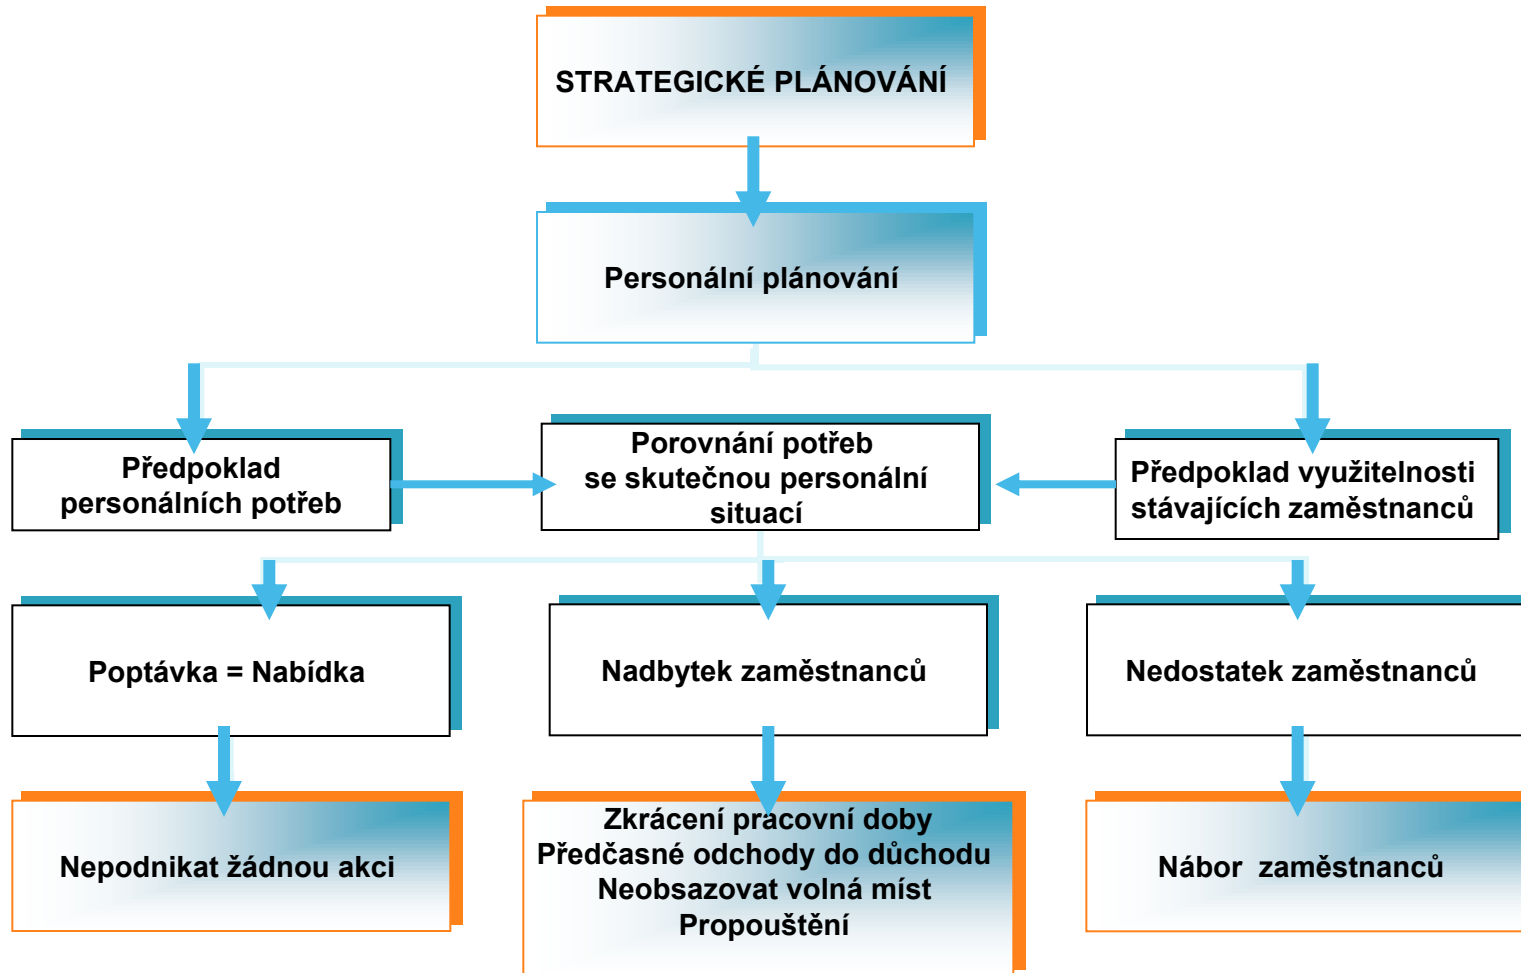 STRATEGICKÉ PLÁNOVÁNÍ
Personální plánování
Předpoklad
personálních potřeb
Porovnání potřeb
se skutečnou personální
situací
Předpoklad využitelnosti
stávajících zaměstnanců
Poptávka = Nabídka
Nadbytek zaměstnanců
Nedostatek zaměstnanců
Nepodnikat žádnou akci
Zkrácení pracovní doby
Předčasné odchody do důchodu
Neobsazovat volná míst
Propouštění
Nábor  zaměstnanců